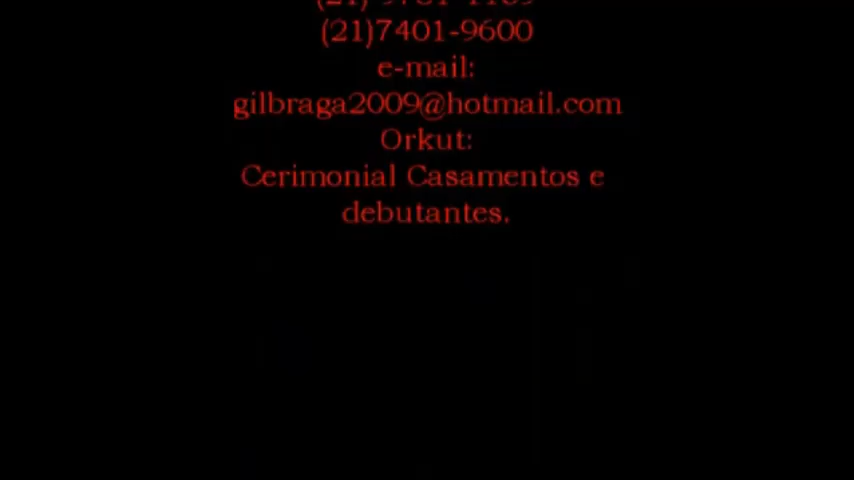 (21)7401-9600
e-mail:
gilbraga2009@hotmail.com
Orkut:
Cerimonial Casamentos e
debutantes.